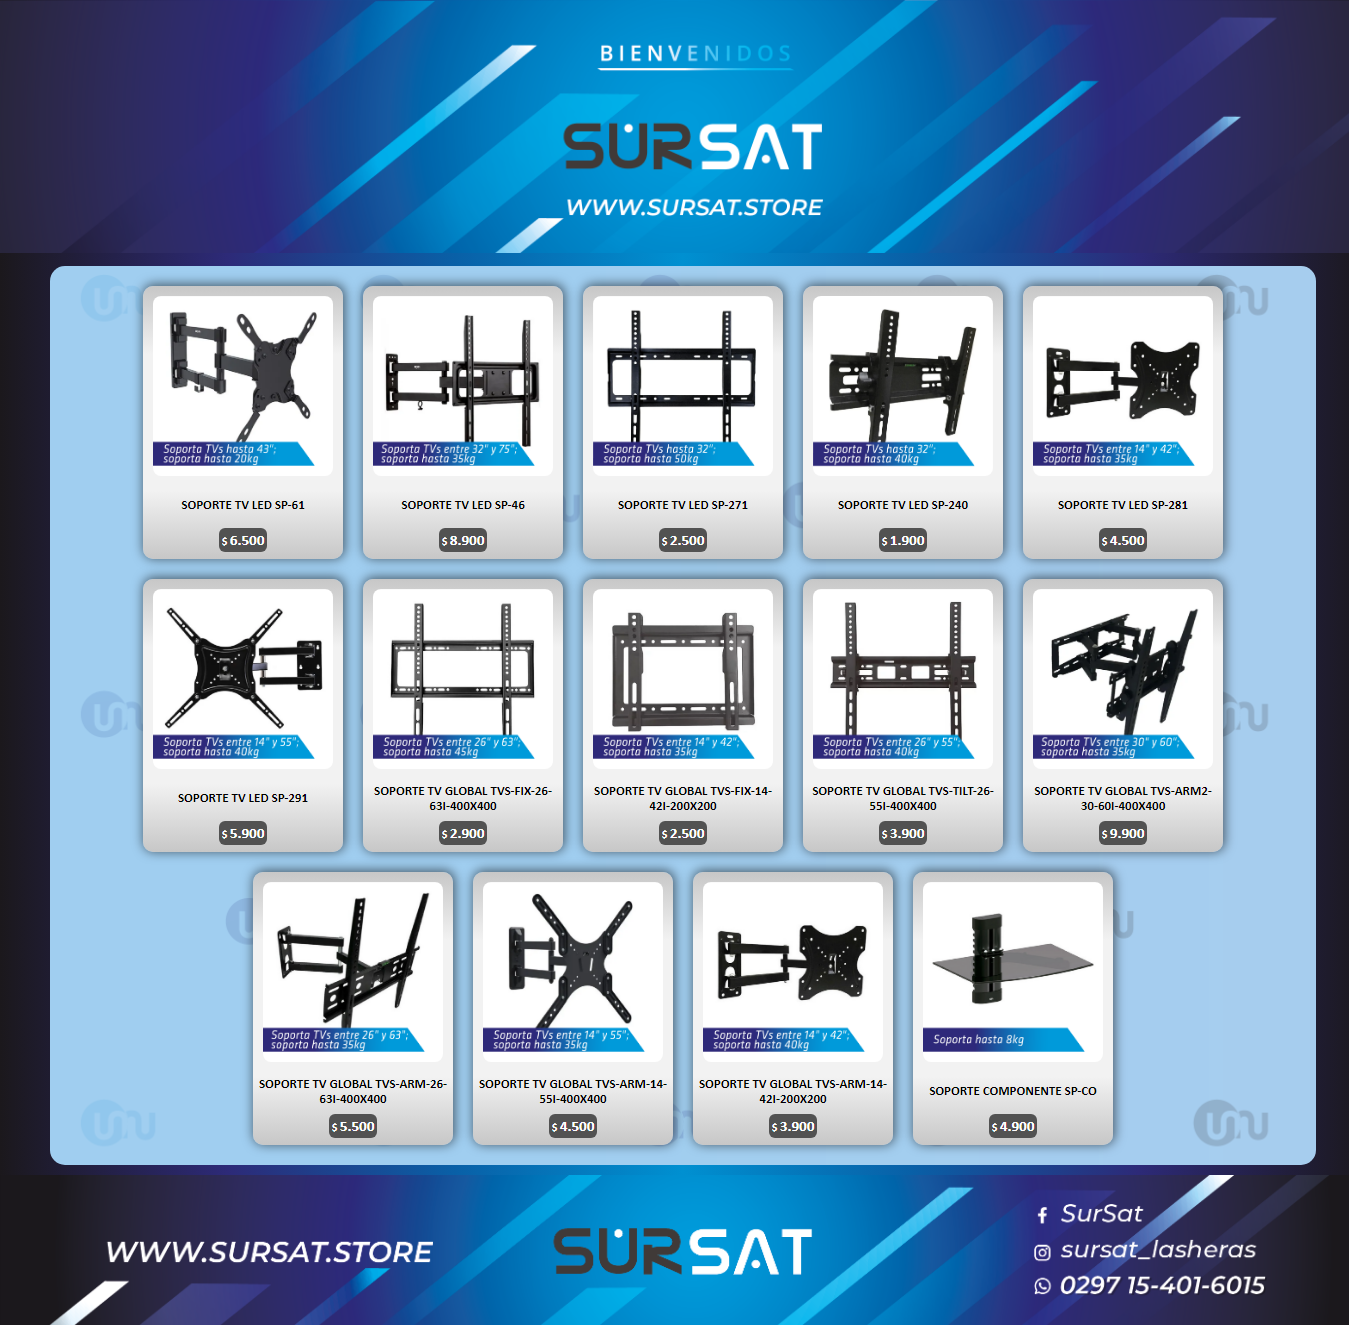 BIENVENIDOS
SURSAT
WWW.SURSAT.STORE
Soporta TVs hasta 43";
soporta hasta 20kg
SOPORTE TV LED SP-61
$ 6.500
Soporta TVs entre 32" y 75";
soporta hasta 35kg
SOPORTE TV LED SP-46
$ 8.900
Soporta TVs hasta 32";
soporta hasta 50kg
SOPORTE TV LED SP-271
$ 2.500
Soporta TVs hasta 32";
soporta hasta 40kg
SOPORTE TV LED SP-240
$ 1.900
Soporta TVs entre 14" y 42";
soporta hasta 35kg
SOPORTE TV LED SP-281
$ 4.500
Soporta TVs entre 14" y 55";
soporta hasta 40kg
SOPORTE TV LED SP-291
$ 5.900
Soporta TVs entre 26" y 63";
soporta hasta 45kg
SOPORTE TV GLOBAL TVS-FIX-26-
63I-400X400
$ 2.900
Soporta TVs entre 14" y 42";
soporta hasta 35kg
SOPORTE TV GLOBAL TVS-FIX-14-
42I-200X200
$ 2.500
Soporta TVs entre 26" y 55";
soporta hasta 40kg
SOPORTE TV GLOBAL TVS-TILT-26-
55I-400X400
$ 3.900
Soporta TVs entre 30" y 60";
soporta hasta 35kg
SOPORTE TV GLOBAL TVS-ARM2-
30-60I-400X400
$ 9.900
Soporta TVs entre 26" y 63";
soporta hasta 35kg
SOPORTE TV GLOBAL TVS-ARM-26-
63I-400X400
$ 5.500
Soporta TVs entre 14" y 55";
soporta hasta 35kg
SOPORTE TV GLOBAL TVS-ARM-14-
55I-400X400
$ 4.500
Soporta TVs entre 14" y 42";
soporta hasta 40kg
SOPORTE TV GLOBAL TVS-ARM-14-
42I-200X200
$ 3.900
Soporta hasta 8kg
SOPORTE COMPONENTE SP-CO
$ 4.900
WWW.SURSAT.STORE
SURSAT
SurSat
sursat_lasheras
0297 15-401-6015